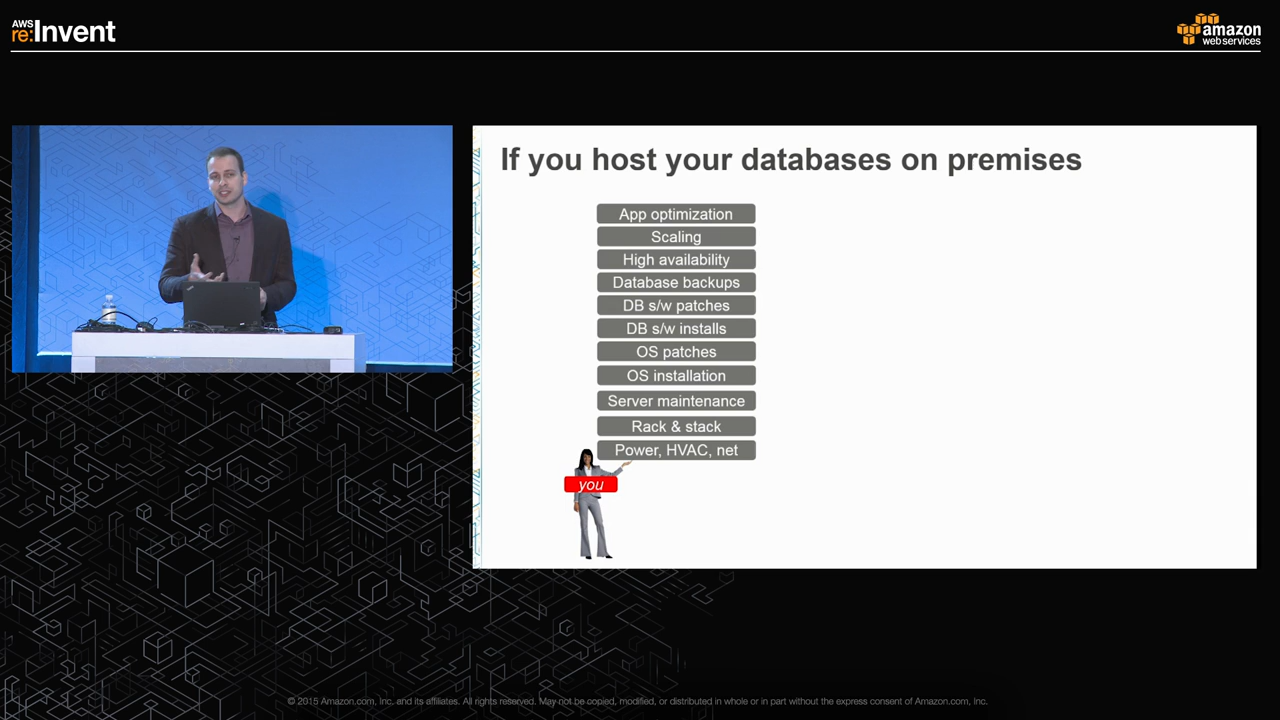 AWS
re:Invent
amazon
webservices
If you host your databases on premises
App optimization
Scaling
High availability
Database backups
DB s/w patches
DB s/w installs
OS patches
OS installation
Server maintenance
Rack & stack
Power, HVAC, net
you
© 2015 Amazon.com, Inc. and its affiliates. All rights reserved. May not be copied, modified, or distributed in whole or in part without the express consent of Amazon.com, Inc.